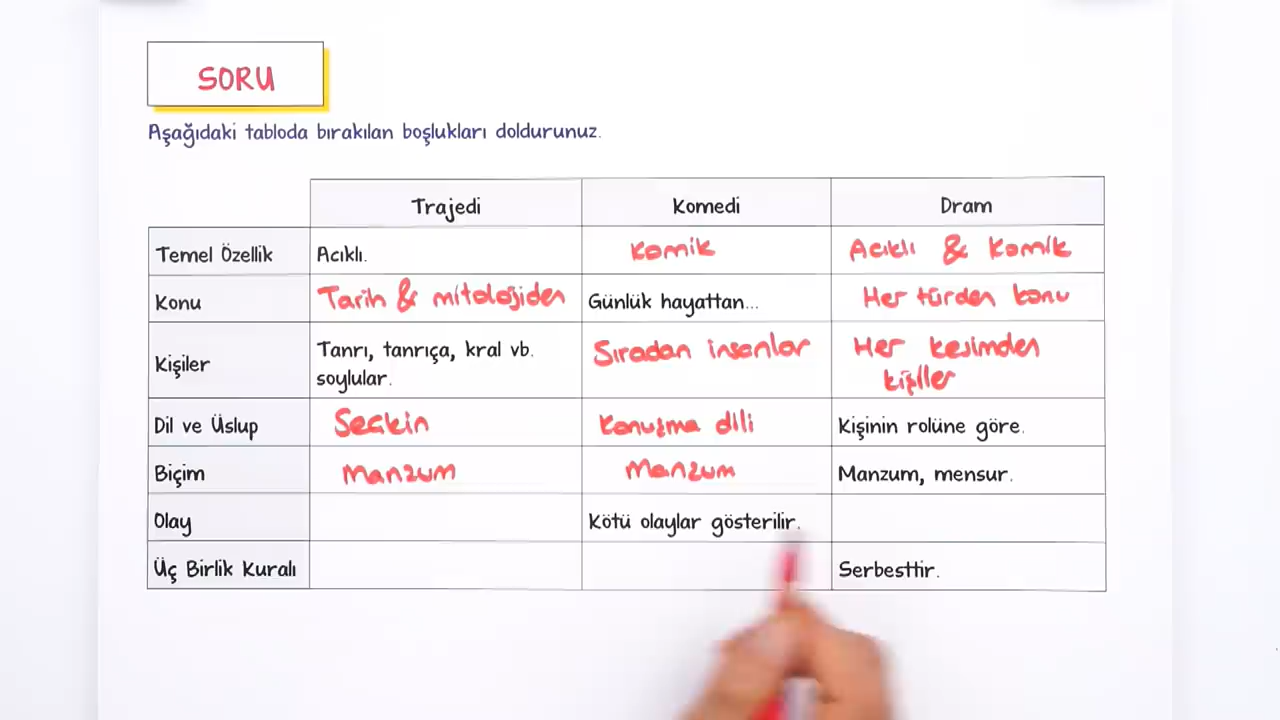 SORU
Aşağıdaki tabloda bırakılan boşlukları doldurunuz.
Trajedi Komedi Dram
Temel Özellik Acıklı. Komik Acıklı & Komik
Konu Tarih & mitolojiden Günlük hayattan... Her türden konu
Kişiler Tanrı, tanrıça, kral vb. Sıradan insanlar Her kesimden
soylular. kişiler
Dil ve Üslup Seçkin Konuşma dili Kişinin rolüne göre.
Biçim Manzum Manzum Manzum, mensur.
Olay Kötü olaylar gösterilir.
Üç Birlik Kuralı Serbesttir.